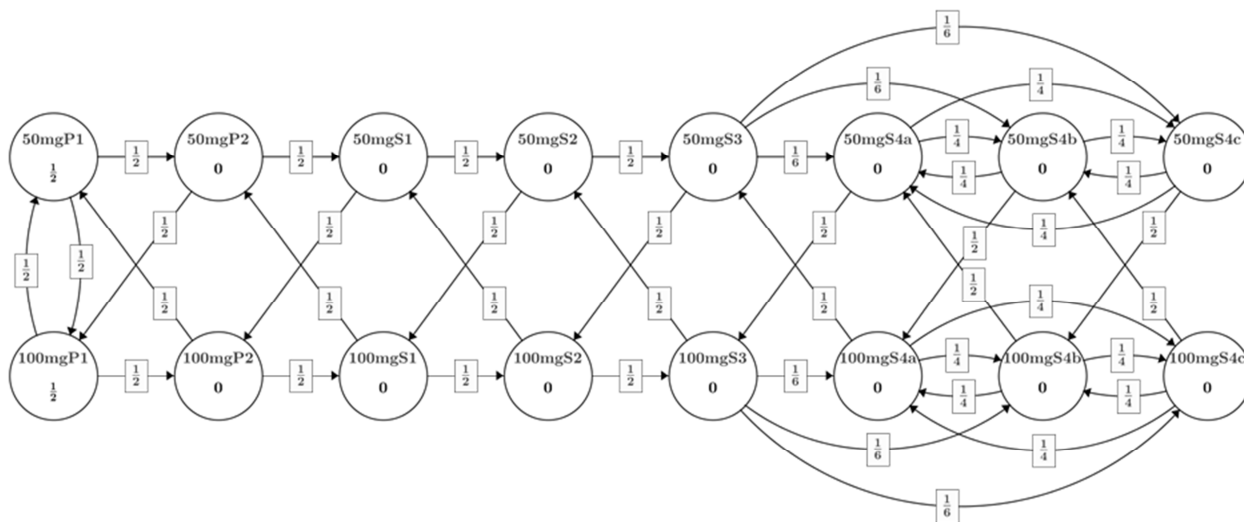 1/6
1/6 1/4
50mgP1 1/2 50mgP2 1/2 50mgS1 1/2 50mgS2 1/2 50mgS3 1/6 50mgS4a 1/4 50mgS4b 1/4 50mgS4c
1/2 0 0 0 0 0 1/4 0 1/4 0
1/2 1/2 1/2 1/2 1/2 1/2 1/4 1/2
1/2 1/2
1/2 1/2 1/2 1/2 1/2 1/2 1/4 1/2
100mgP1 100mgP2 100mgS1 100mgS2 100mgS3 100mgS4a 1/4 100mgS4b 1/4 100mgS4c
1/2 1/2 1/2 1/2 1/6
1/2 0 0 0 0 0 1/4 0 1/4 0
1/6 1/4
1/6